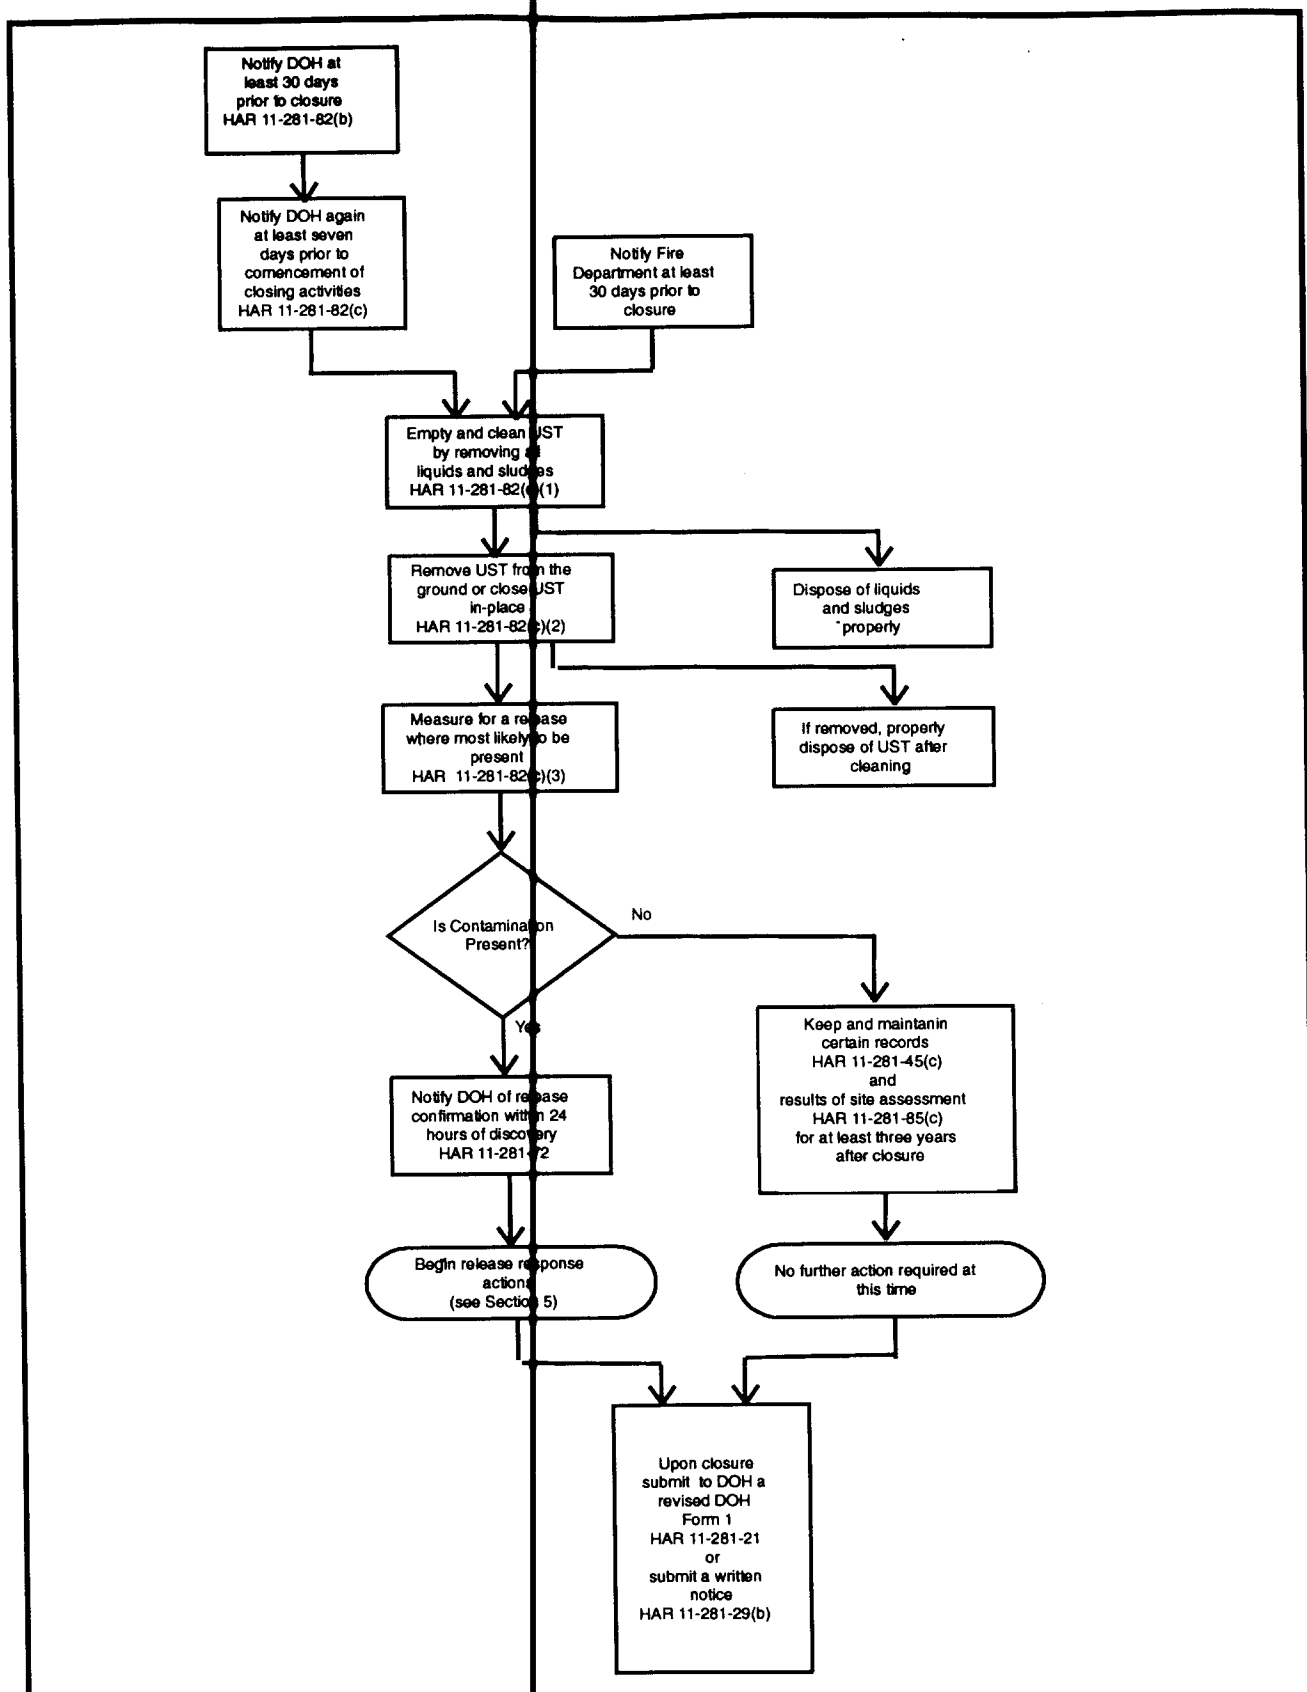 Notify DOH at
least 30 days
prior to closure
HAR 11-281-82(b)
Notify DOH again
at least seven
days prior to
comencement of
closing activities
HAR 11-281-82(c)
Notify Fire
Department at least
30 days prior to
closure
Empty and clean UST
by removing all
liquids and sludges
HAR 11-281-82( )(1)
Remove UST from the
ground or close UST
in-place
HAR 11-281-82(c)(2)
Dispose of liquids
and sludges
properly
Measure for a release
where most likely to be
present
HAR 11-281-82(c)(3)
If removed, properly
dispose of UST after
cleaning
Is Contamination
Present?
No
Yes
Keep and maintanin
certain records
HAR 11-281-45(c)
and
results of site assessment
HAR 11-281-85(c)
for at least three years
after closure
Notify DOH of release
confirmation within 24
hours of discovery
HAR 11-281-72
Begin release response
actions
(see Section 5)
No further action required at
this time
Upon closure
submit to DOH a
revised DOH
Form 1
HAR 11-281-21
or
submit a written
notice
HAR 11-281-29(b)